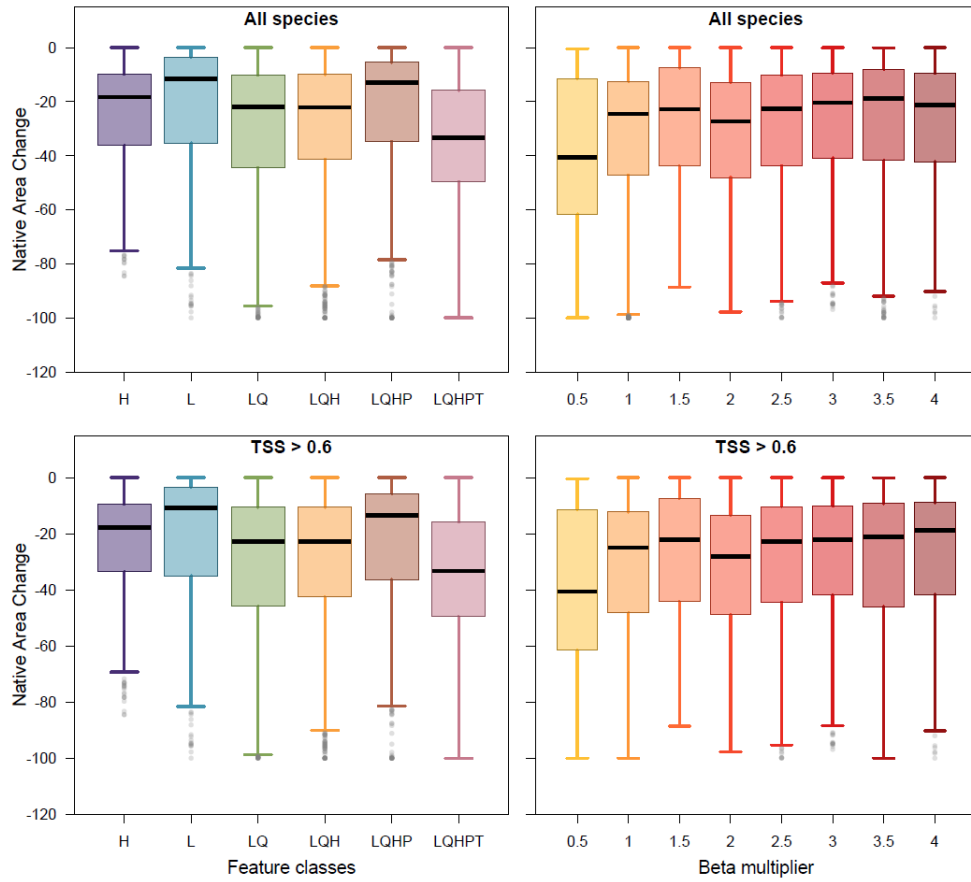 All species
All species
Native Area Change
0
-20
-40
-60
-80
-100
-120
H L LQ LQH LQHP LQHPT
0.5 1 1.5 2 2.5 3 3.5 4
TSS > 0.6
TSS > 0.6
Native Area Change
0
-20
-40
-60
-80
-100
-120
H L LQ LQH LQHP LQHPT
0.5 1 1.5 2 2.5 3 3.5 4
Feature classes
Beta multiplier